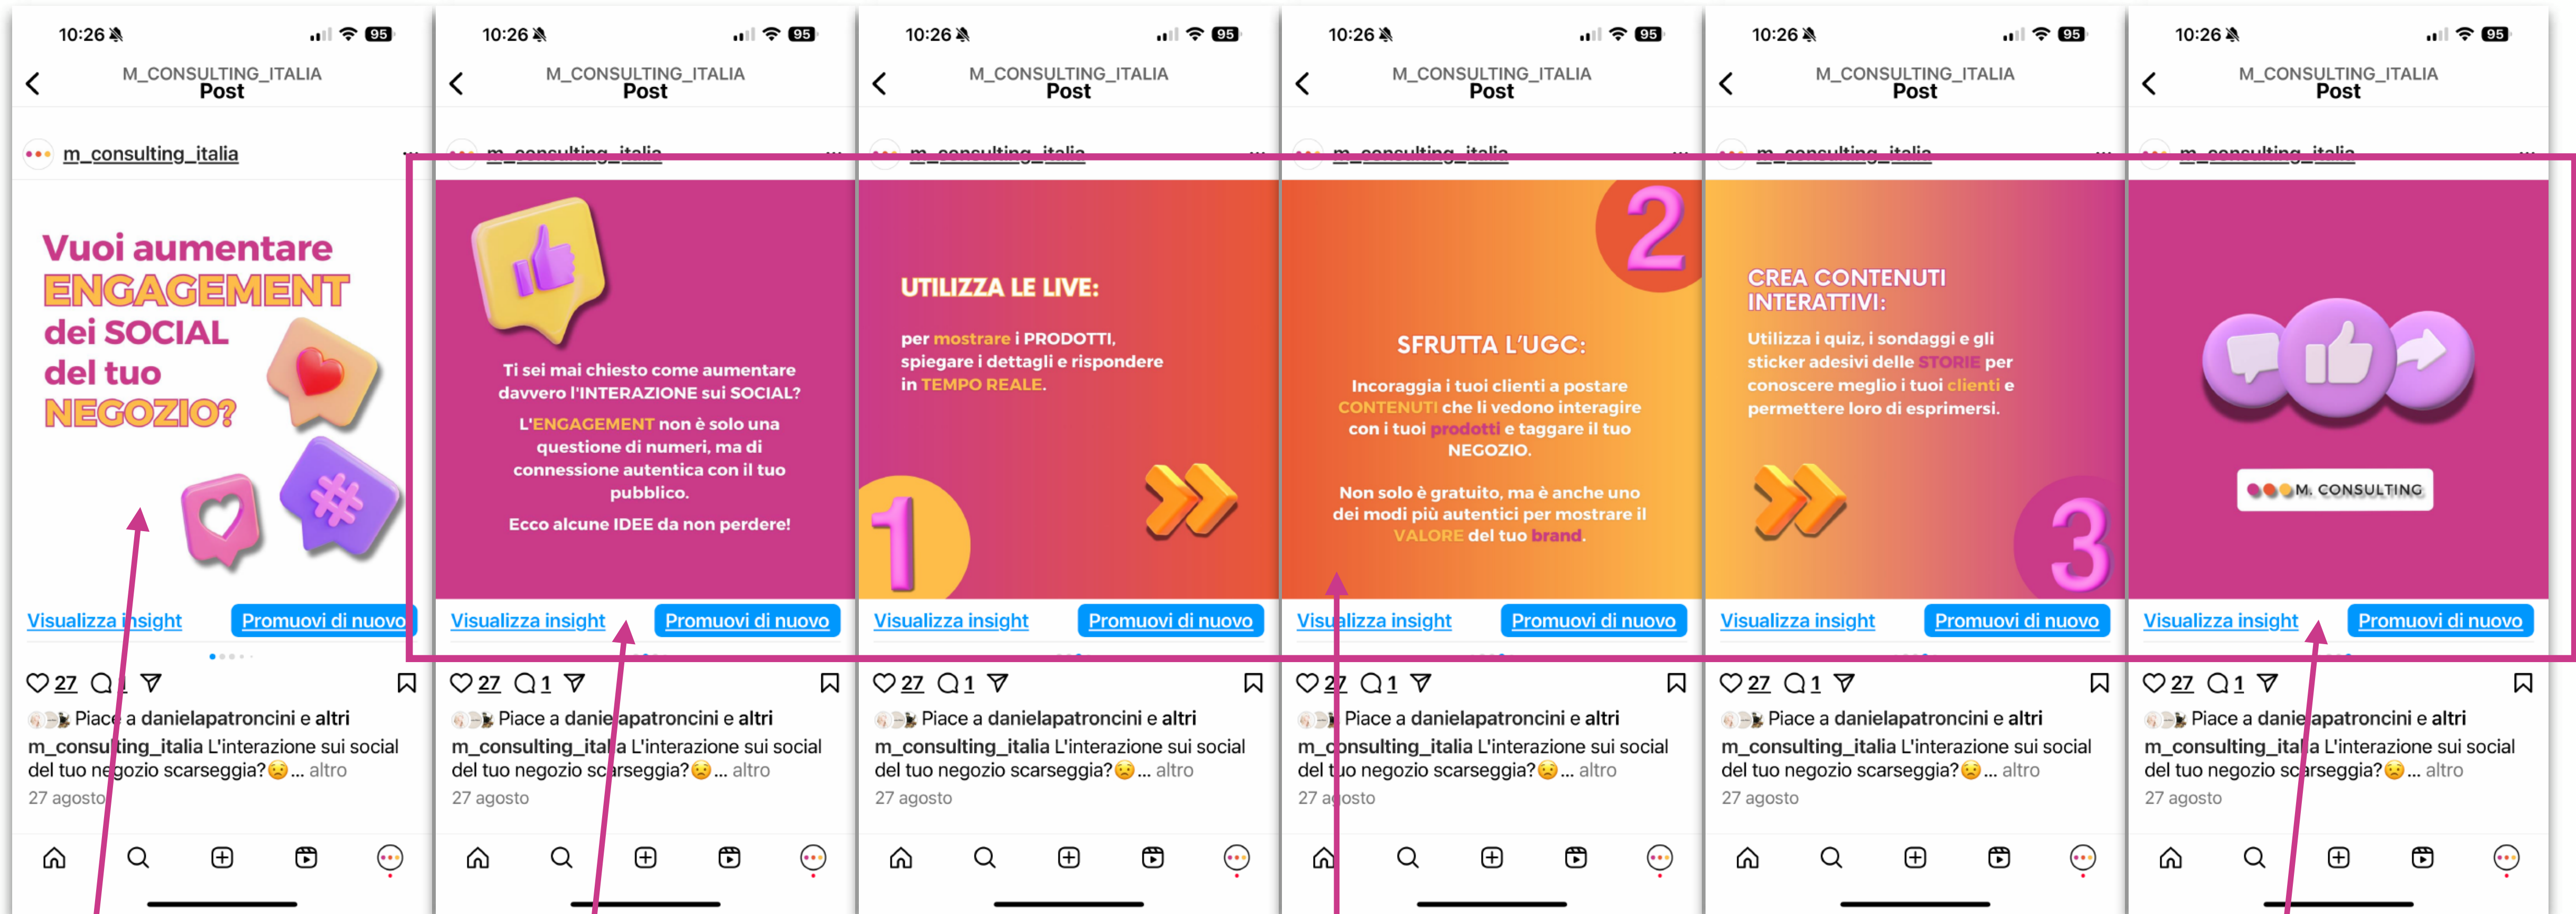 10:26
95
M_CONSULTING_ITALIA
Post
m_consulting_italia
Vuoi aumentare
ENGAGEMENT
dei SOCIAL
del tuo
NEGOZIO?
#
Visualizza insight
Promuovi di nuovo
27
1
Piace a danielapatroncini e altri
m_consulting_italia L'interazione sui social
del tuo negozio scarseggia?😟... altro
27 agosto
10:26
95
M_CONSULTING_ITALIA
Post
m_consulting_italia
Ti sei mai chiesto come aumentare
davvero l'INTERAZIONE sui SOCIAL?
L'ENGAGEMENT non è solo una
questione di numeri, ma di
connessione autentica con il tuo
pubblico.
Ecco alcune IDEE da non perdere!
Visualizza insight
Promuovi di nuovo
27
1
Piace a danielapatroncini e altri
m_consulting_italia L'interazione sui social
del tuo negozio scarseggia?😟... altro
27 agosto
10:26
95
M_CONSULTING_ITALIA
Post
m_consulting_italia
UTILIZZA LE LIVE:
per mostrare i PRODOTTI,
spiegare i dettagli e rispondere
in TEMPO REALE.
1
Visualizza insight
Promuovi di nuovo
27
1
Piace a danielapatroncini e altri
m_consulting_italia L'interazione sui social
del tuo negozio scarseggia?😟... altro
27 agosto
10:26
95
M_CONSULTING_ITALIA
Post
m_consulting_italia
2
SFRUTTA L'UGC:
Incoraggia i tuoi clienti a postare
CONTENUTI che li vedono interagire
con i tuoi prodotti e taggare il tuo
NEGOZIO.
Non solo è gratuito, ma è anche uno
dei modi più autentici per mostrare il
VALORE del tuo brand.
Visualizza insight
Promuovi di nuovo
27
1
Piace a danielapatroncini e altri
m_consulting_italia L'interazione sui social
del tuo negozio scarseggia?😟... altro
27 agosto
10:26
95
M_CONSULTING_ITALIA
Post
m_consulting_italia
CREA CONTENUTI
INTERATTIVI:
Utilizza i quiz, i sondaggi e gli
sticker adesivi delle STORIE per
conoscere meglio i tuoi clienti e
permettere loro di esprimersi.
3
Visualizza insight
Promuovi di nuovo
27
1
Piace a danielapatroncini e altri
m_consulting_italia L'interazione sui social
del tuo negozio scarseggia?😟... altro
27 agosto
10:26
95
M_CONSULTING_ITALIA
Post
m_consulting_italia
M. CONSULTING
Visualizza insight
Promuovi di nuovo
27
1
Piace a danielapatroncini e altri
m_consulting_italia L'interazione sui social
del tuo negozio scarseggia?😟... altro
27 agosto